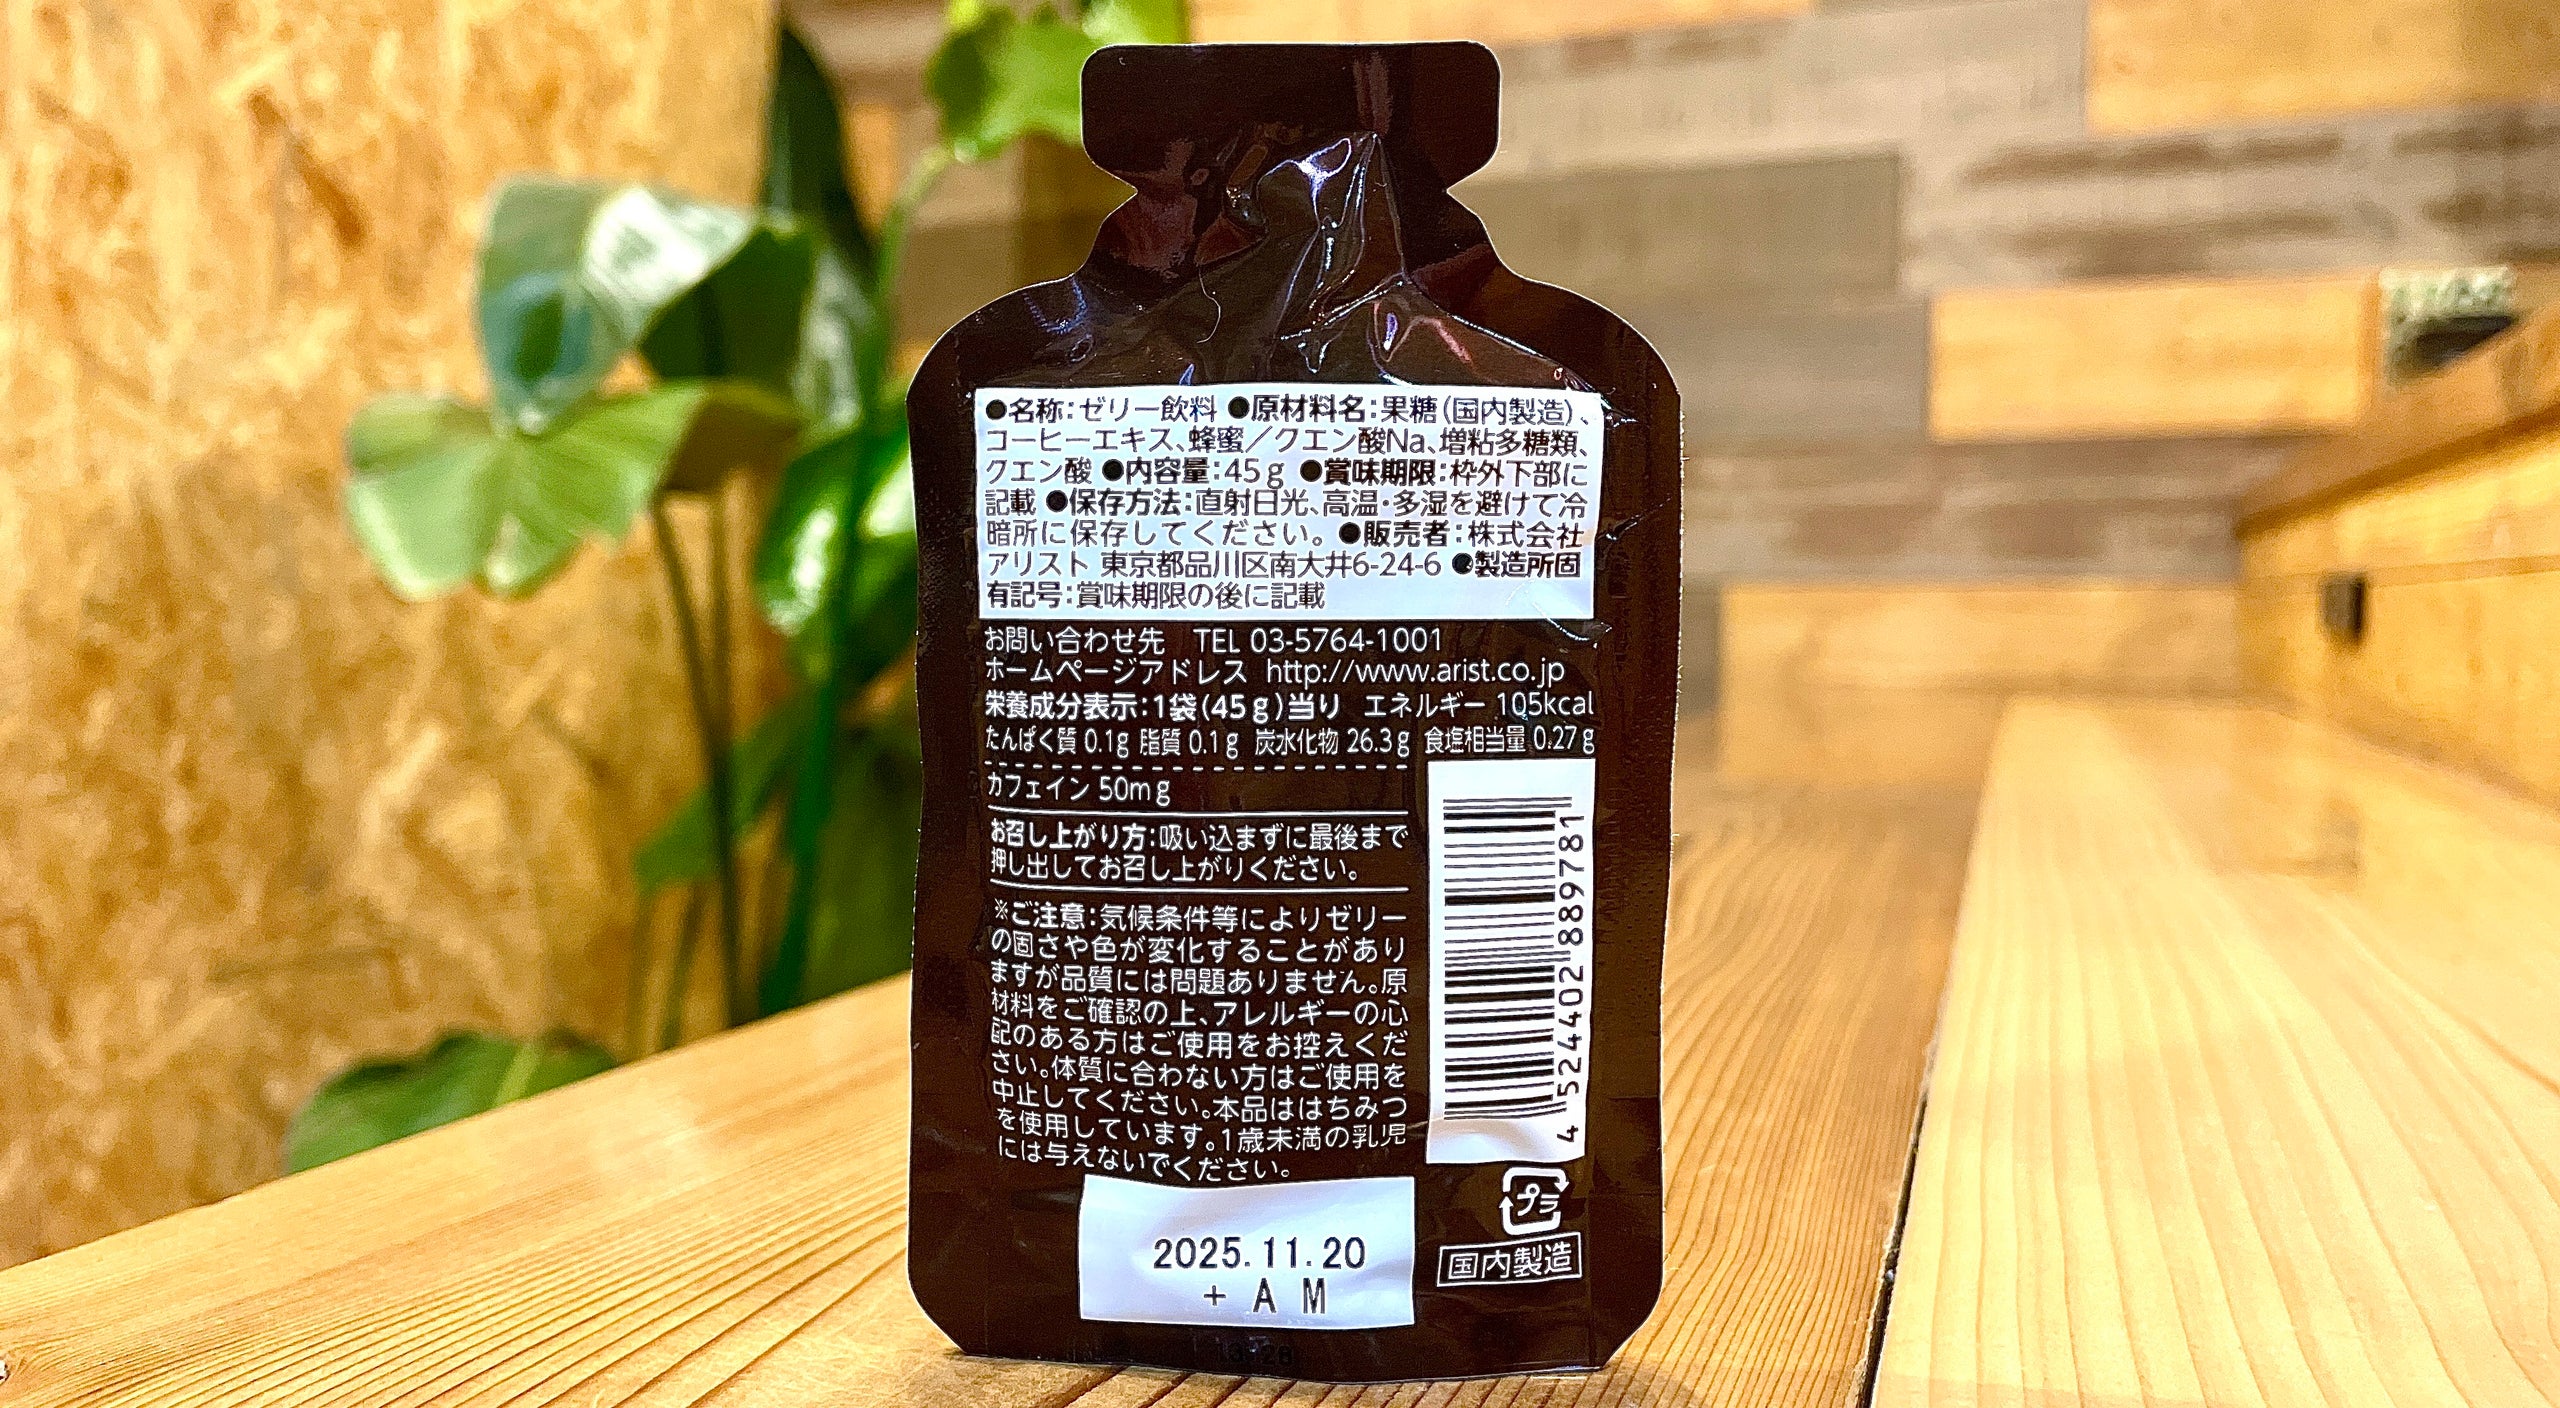 ●名称：ゼリー飲料 ●原材料名：果糖（国内製造）、
コーヒーエキス、蜂蜜／クエン酸Na、増粘多糖類、
クエン酸 ●内容量：45g ●賞味期限：枠外下部に
記載 ●保存方法：直射日光、高温・多湿を避けて冷
暗所に保存してください。 ●販売者：株式会社
アリスト 東京都品川区南大井6-24-6 ●製造所固
有記号：賞味期限の後に記載
お問い合わせ先 TEL 03-5764-1001
ホームページアドレス http://www.arist.co.jp
栄養成分表示：1袋（45g）当り エネルギー 105kcal
たんぱく質 0.1g 脂質 0.1g 炭水化物 26.3g 食塩相当量 0.27g
カフェイン 50mg
お召し上がり方：吸い込まずに最後まで
押し出してお召し上がりください。
※ご注意：気候条件等によりゼリー
の固さや色が変化することがあり
ますが品質には問題ありません。原
材料をご確認の上、アレルギーの心
配のある方はご使用をお控えくだ
さい。体質に合わない方はご使用を
中止してください。本品ははちみつ
を使用しています。1歳未満の乳児
には与えないでください。
4 524402 889781
プラ
国内製造
2025.11.20
+ A M